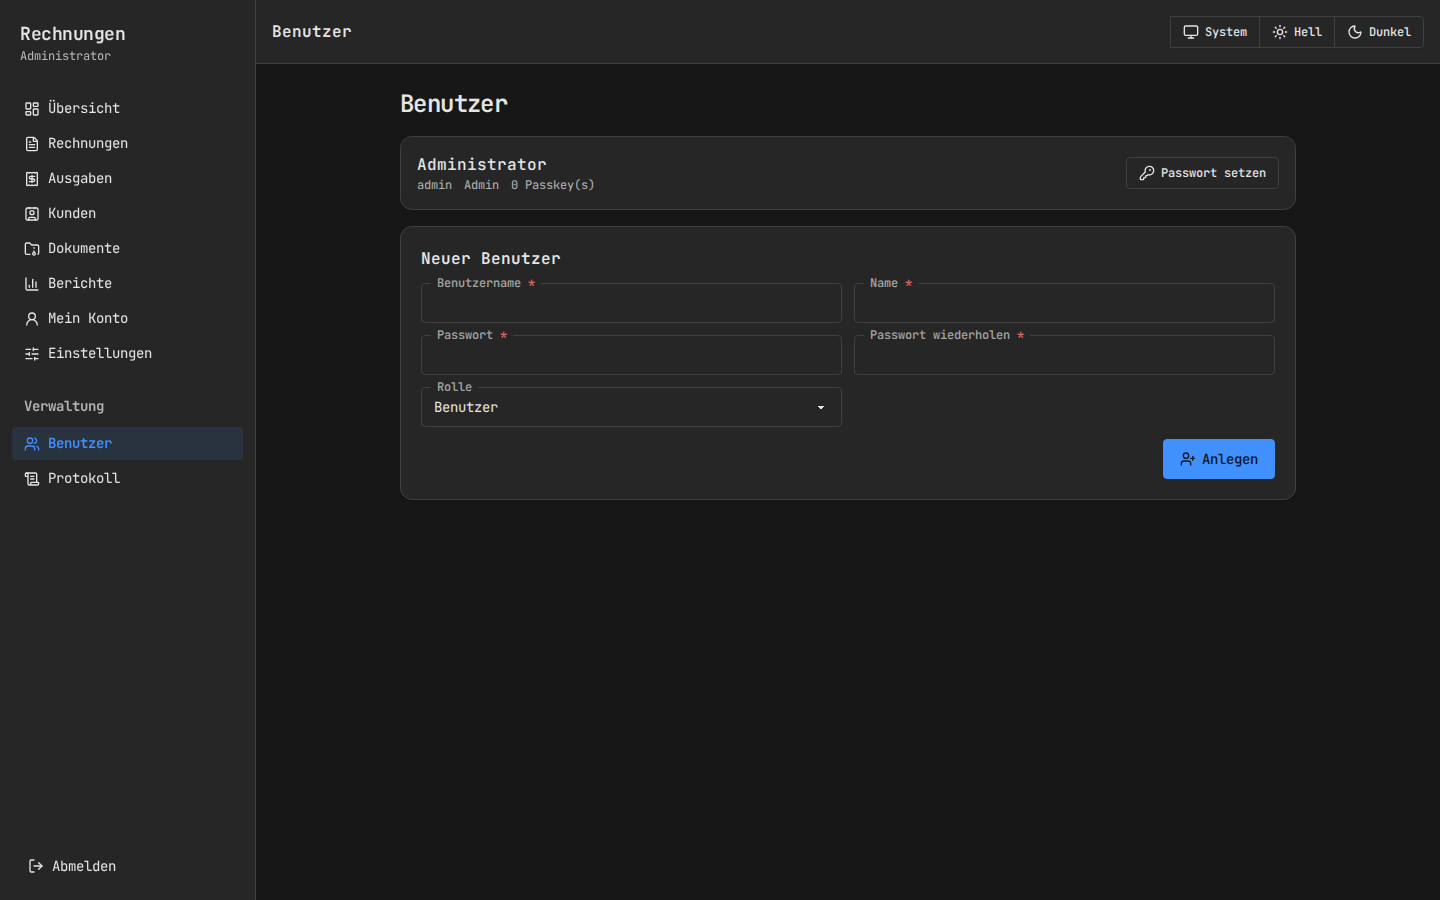 Rechnungen
Administrator
Übersicht
Rechnungen
Ausgaben
Kunden
Dokumente
Berichte
Mein Konto
Einstellungen
Verwaltung
Benutzer
Protokoll
Abmelden
Benutzer
System Hell Dunkel
Benutzer
Administrator
admin Admin 0 Passkey(s)
Passwort setzen
Neuer Benutzer
Benutzername *
Name *
Passwort *
Passwort wiederholen *
Rolle
Benutzer
Anlegen